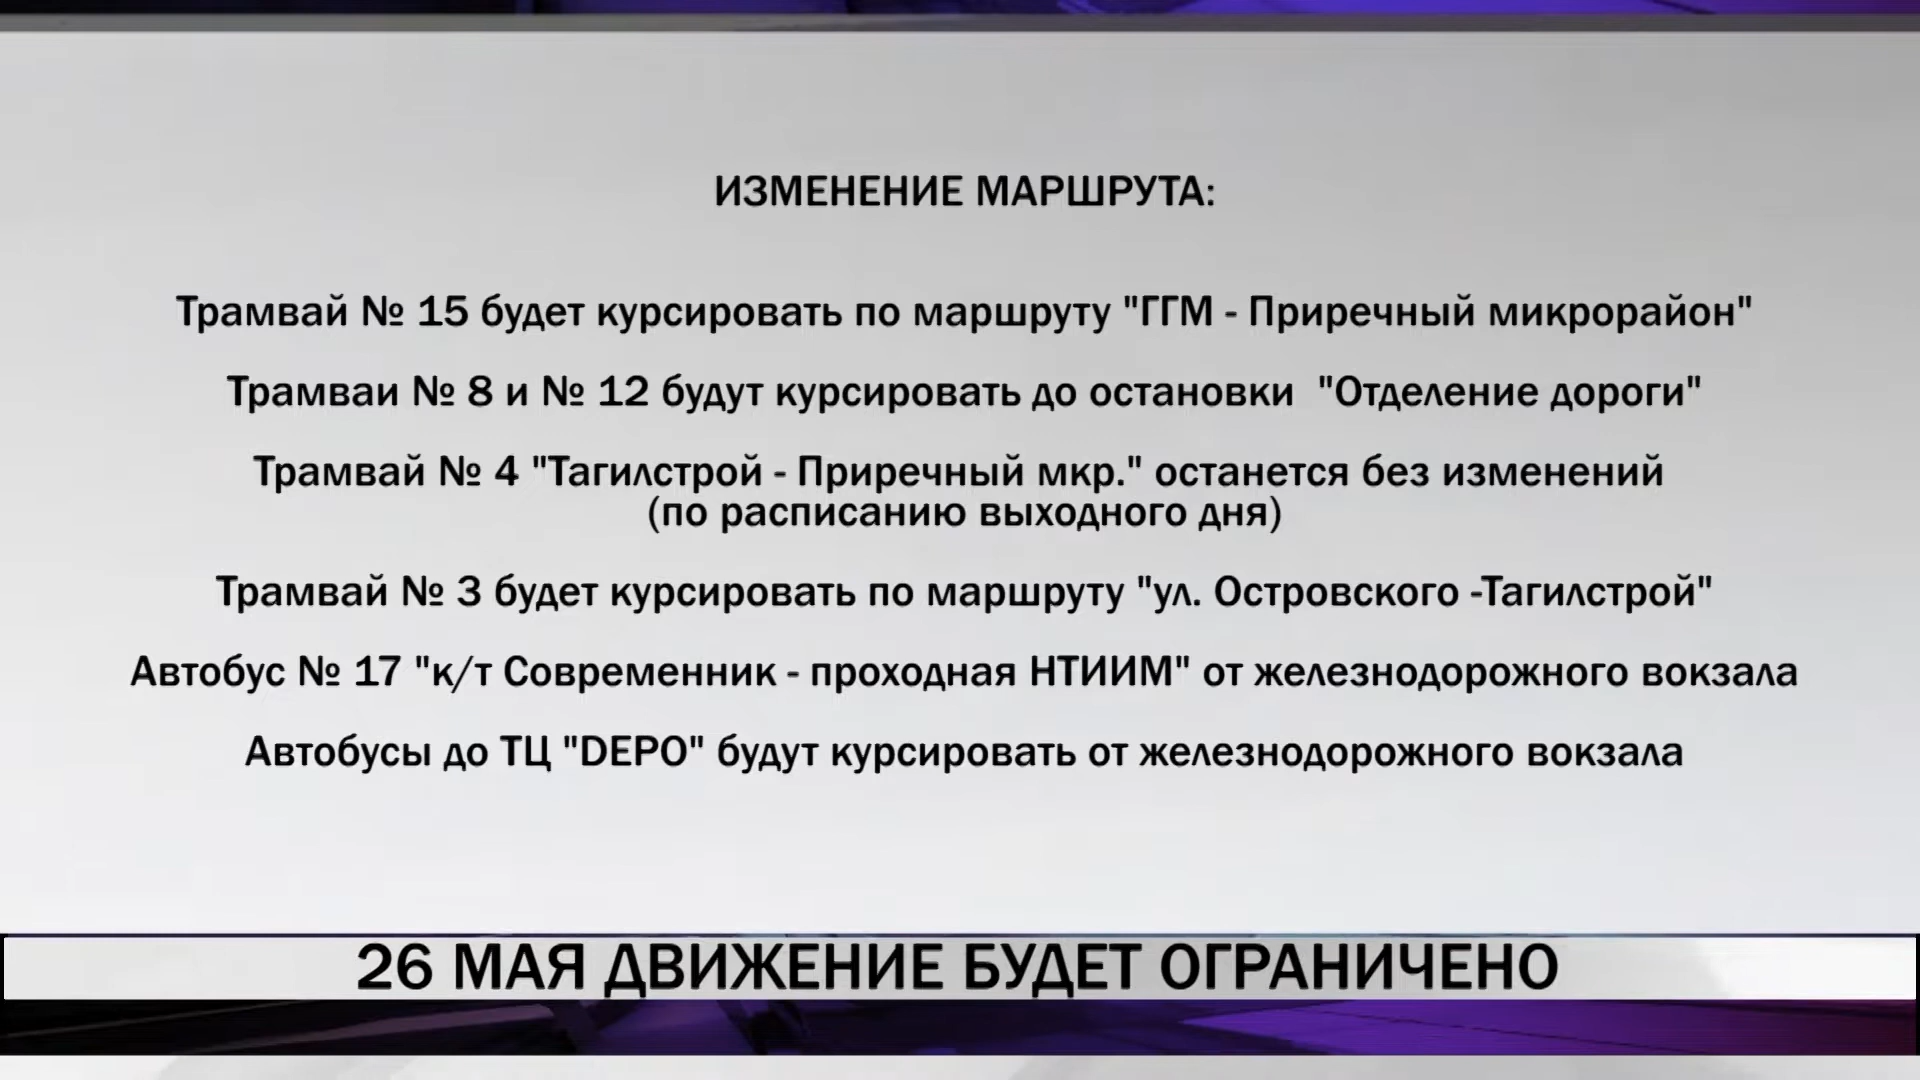 ИЗМЕНЕНИЕ МАРШРУТА:
Трамвай № 15 будет курсировать по маршруту "ГГМ - Приречный микрорайон"
Трамваи № 8 и № 12 будут курсировать до остановки  "Отделение дороги"
Трамвай № 4 "Тагилстрой - Приречный мкр." останется без изменений
(по расписанию выходного дня)
Трамвай № 3 будет курсировать по маршруту "ул. Островского -Тагилстрой"
Автобус № 17 "к/т Современник - проходная НТИИМ" от железнодорожного вокзала
Автобусы до ТЦ "DEPO" будут курсировать от железнодорожного вокзала
26 МАЯ ДВИЖЕНИЕ БУДЕТ ОГРАНИЧЕНО